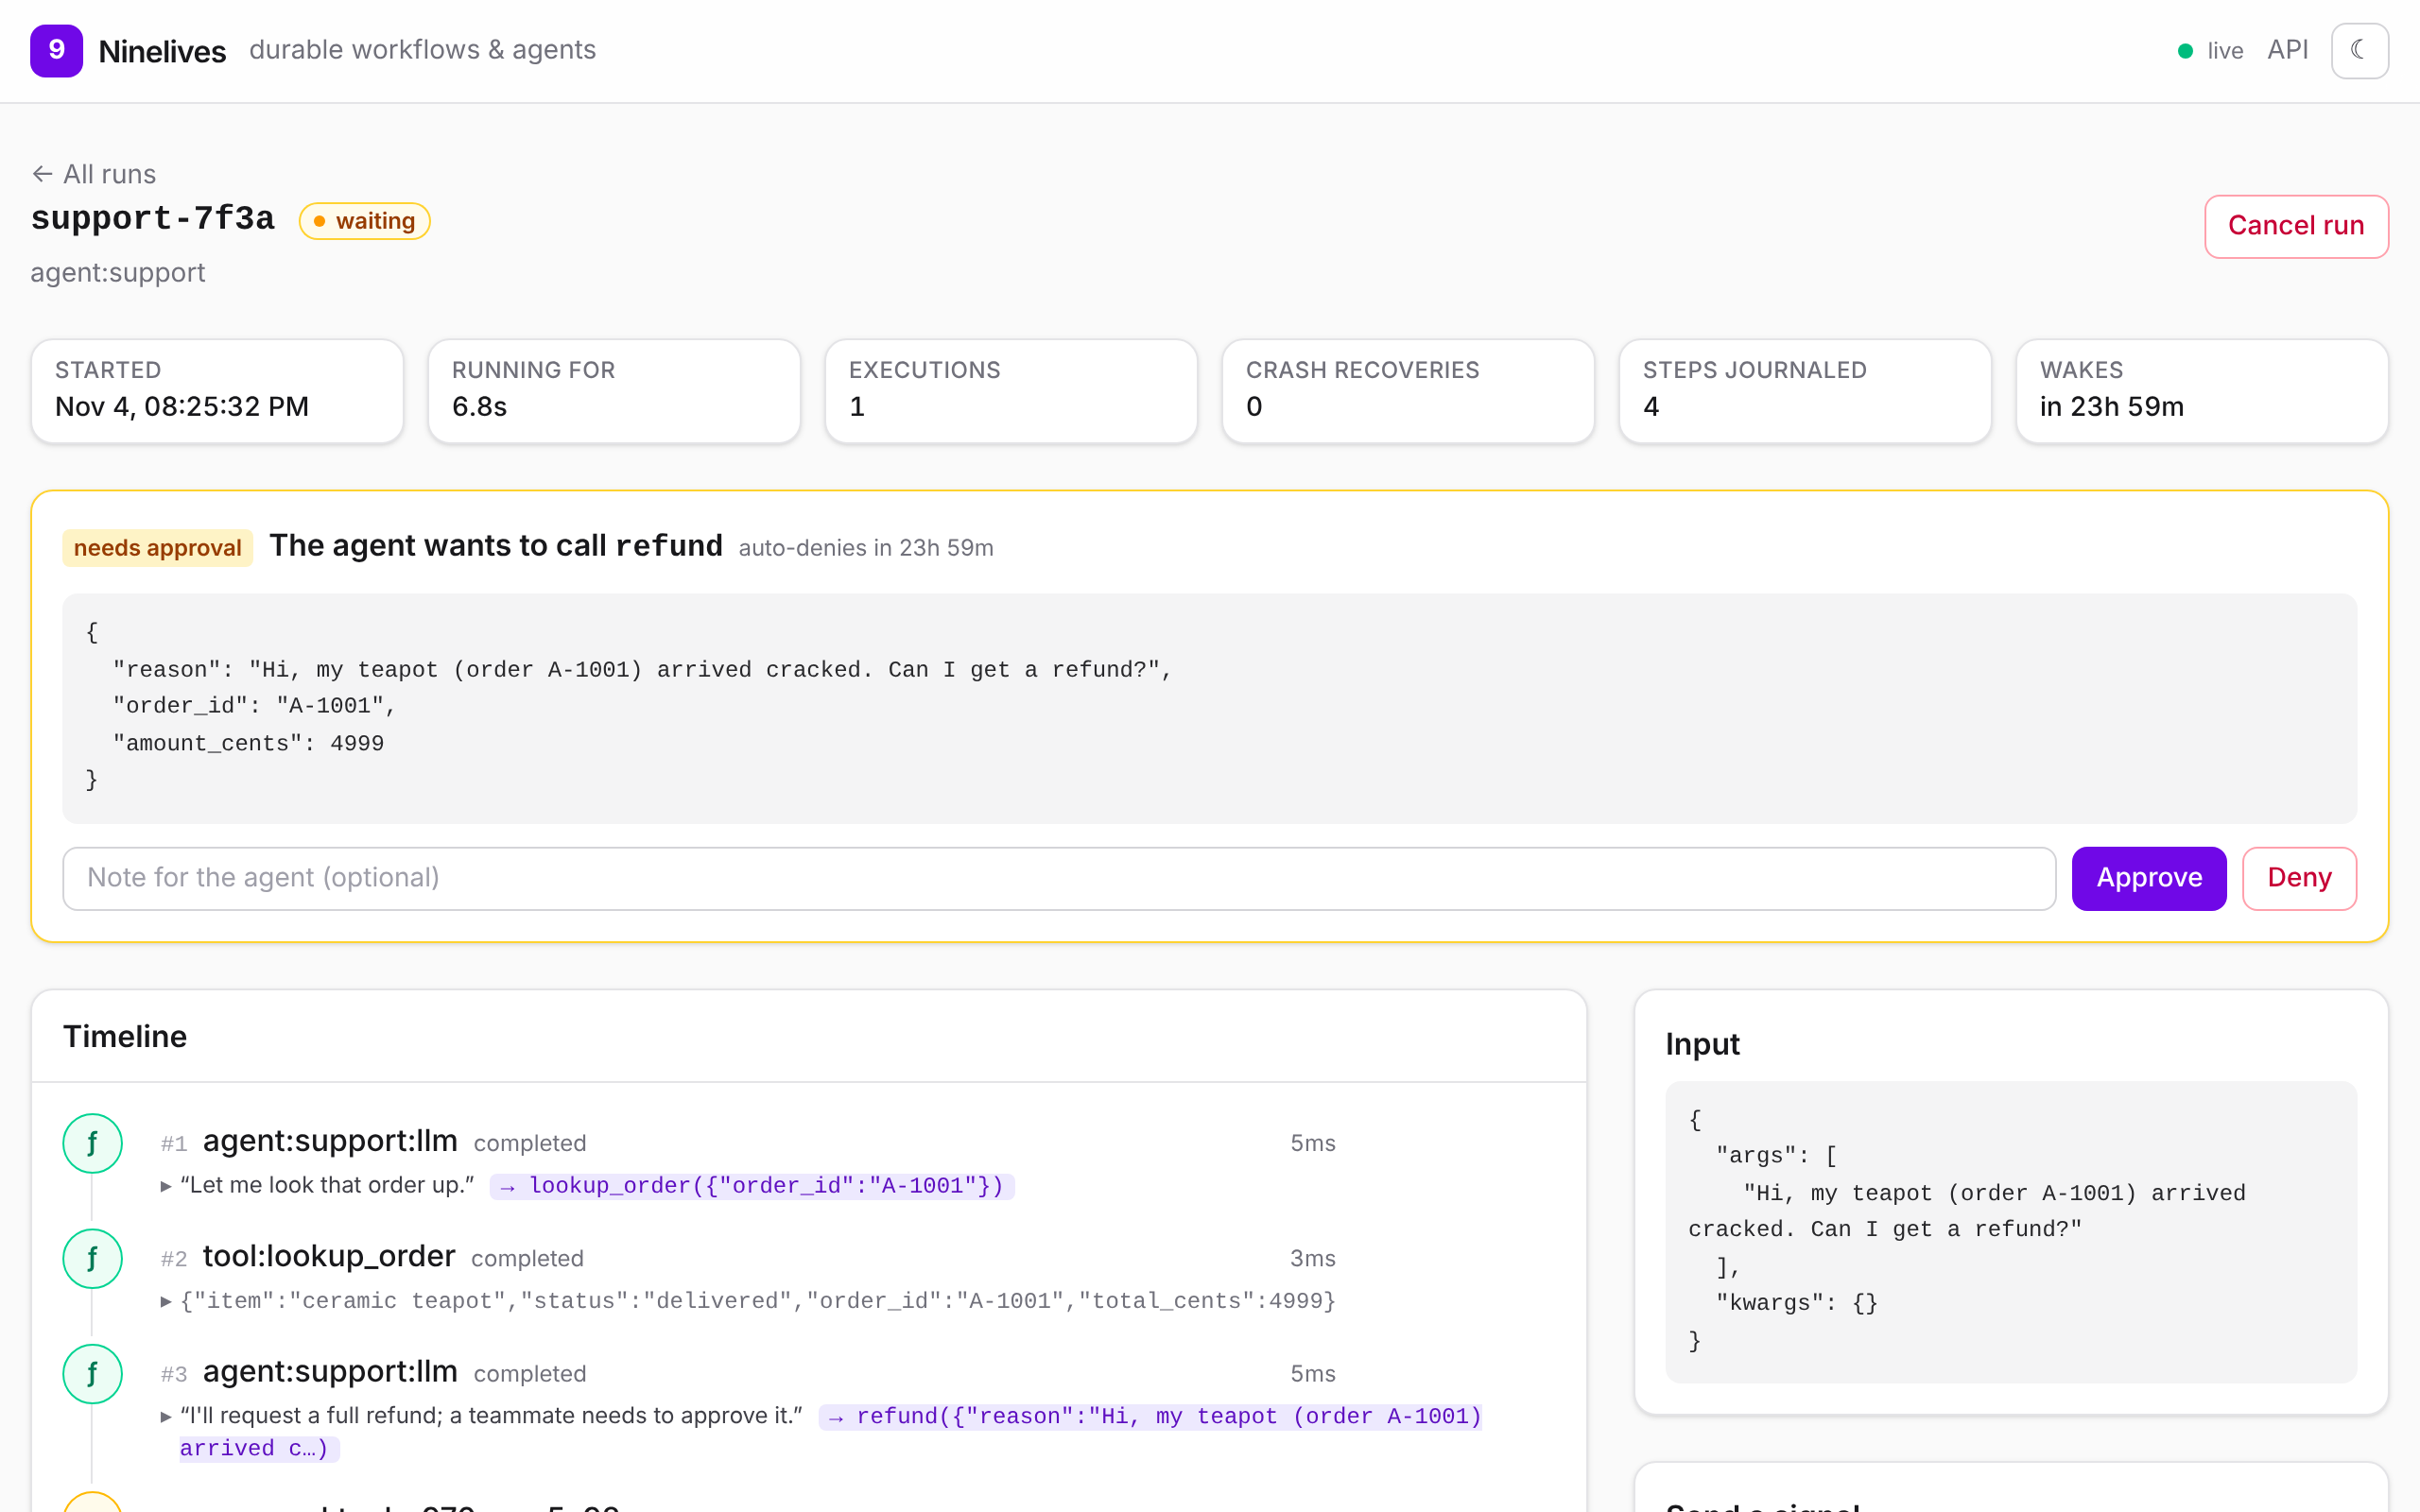 9 Ninelives durable workflows & agents live API
← All runs
support-7f3a waiting
Cancel run
agent:support
STARTED
Nov 4, 08:25:32 PM
RUNNING FOR
6.8s
EXECUTIONS
1
CRASH RECOVERIES
0
STEPS JOURNALED
4
WAKES
in 23h 59m
needs approval The agent wants to call refund auto-denies in 23h 59m
{
"reason": "Hi, my teapot (order A-1001) arrived cracked. Can I get a refund?",
"order_id": "A-1001",
"amount_cents": 4999
}
Note for the agent (optional)
Approve
Deny
Timeline
ƒ #1 agent:support:llm completed 5ms
▸ “Let me look that order up.” → lookup_order({"order_id":"A-1001"})
ƒ #2 tool:lookup_order completed 3ms
▸ {"item":"ceramic teapot","status":"delivered","order_id":"A-1001","total_cents":4999}
ƒ #3 agent:support:llm completed 5ms
▸ “I'll request a full refund; a teammate needs to approve it.” → refund({"reason":"Hi, my teapot (order A-1001)
arrived c…)
Input
{
"args": [
"Hi, my teapot (order A-1001) arrived
cracked. Can I get a refund?"
],
"kwargs": {}
}
Send a signal